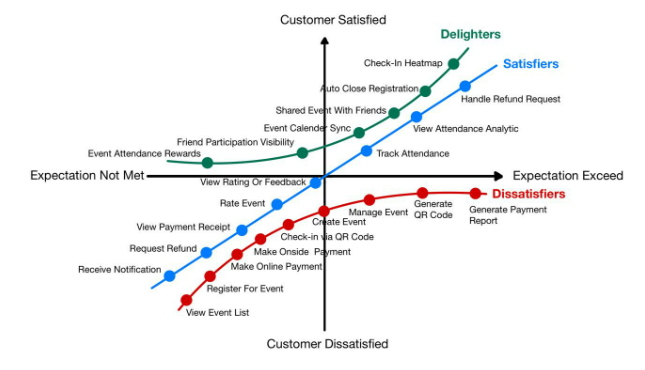 Customer Satisfied
Delighters
Check-In Heatmap
Satisfiers
Auto Close Registration
Handle Refund Request
Shared Event With Friends
Event Calender Sync
View Attendance Analytic
Friend Participation Visibility
Event Attendance Rewards
Track Attendance
Expectation Not Met
Expectation Exceed
View Rating Or Feedback
Dissatisfiers
Rate Event
Manage Event
Generate
QR Code
Generate Payment
Report
Create Event
View Payment Receipt
Check-in via QR Code
Request Refund
Make Onside Payment
Receive Notification
Make Online Payment
Register For Event
View Event List
Customer Dissatisfied